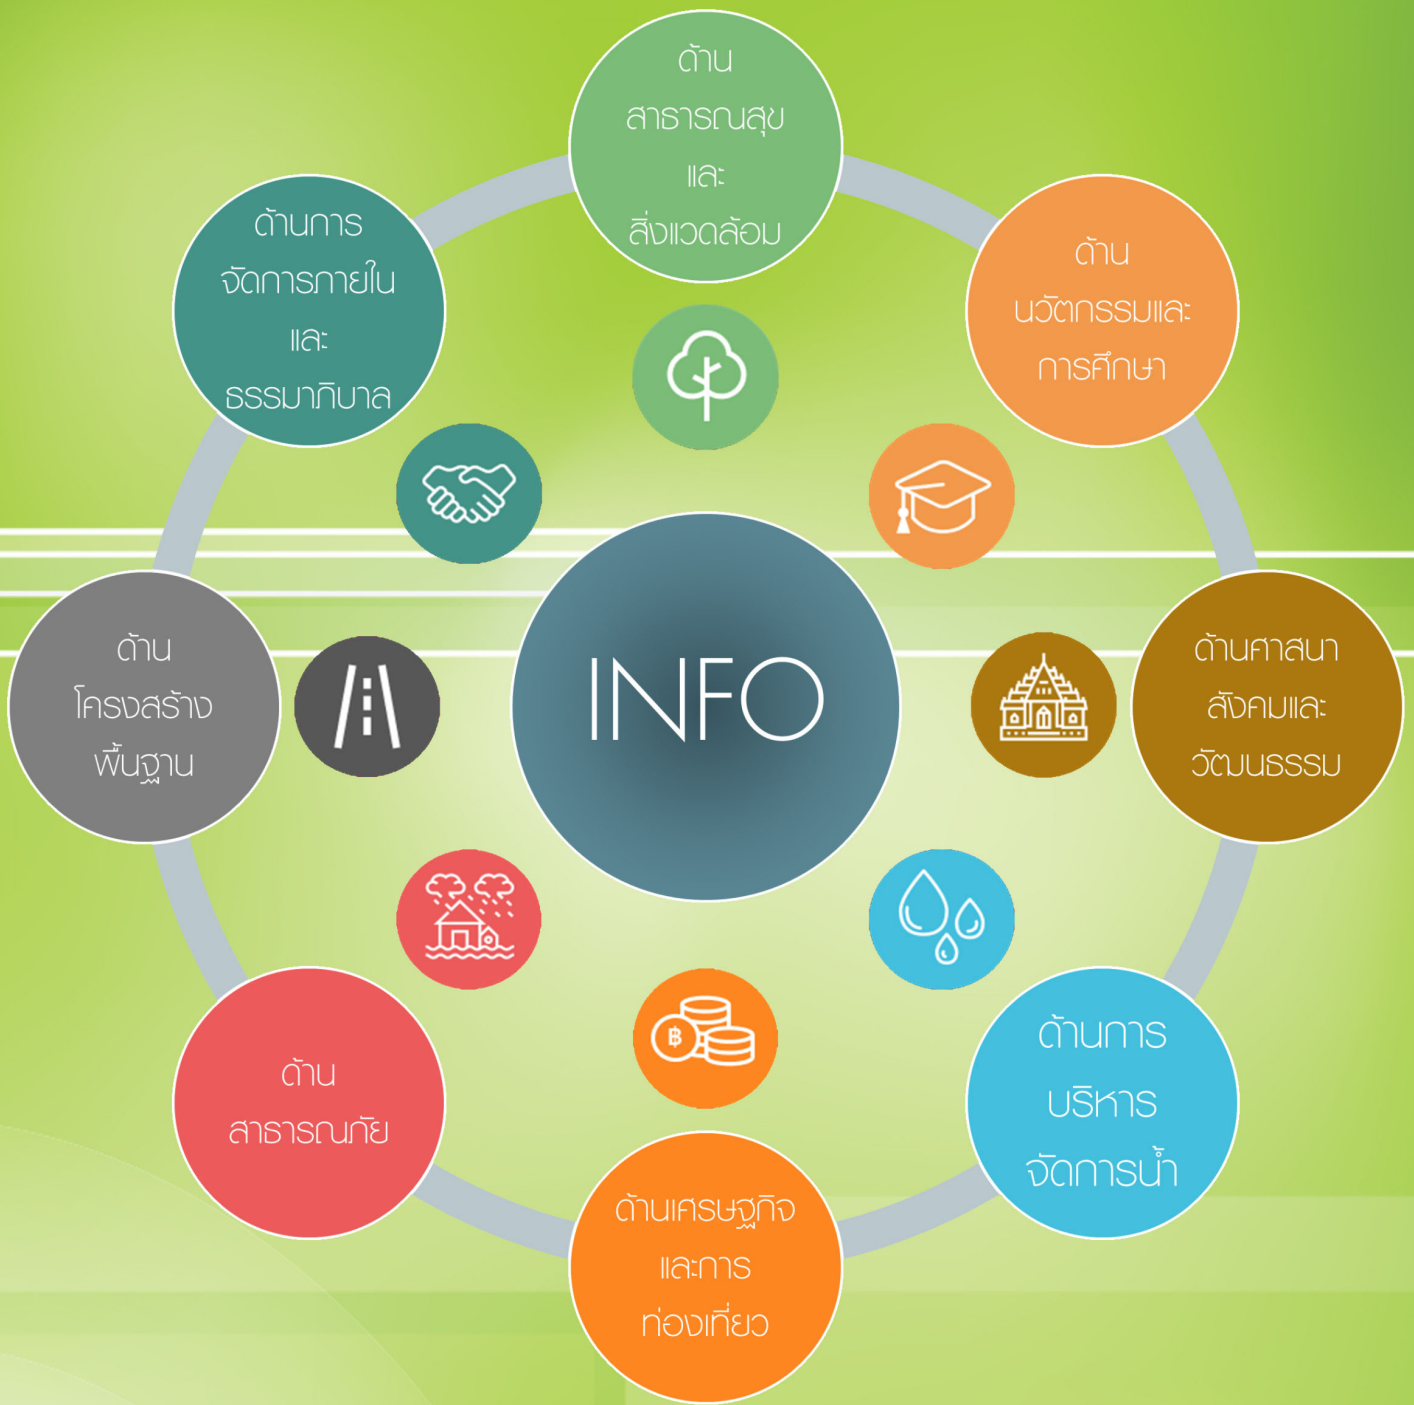 ด้าน
สาธารณสุข
และ
สิ่งแวดล้อม
ด้าน
นวัตกรรมและ
การศึกษา
ด้านศาสนา
สังคมและ
วัฒนธรรม
ด้านการ
บริหาร
จัดการน้ำ
ด้านเศรษฐกิจ
และการ
ท่องเที่ยว
ด้าน
สาธารณภัย
ด้าน
โครงสร้าง
พื้นฐาน
ด้านการ
จัดการภายใน
และ
ธรรมาภิบาล
INFO
฿